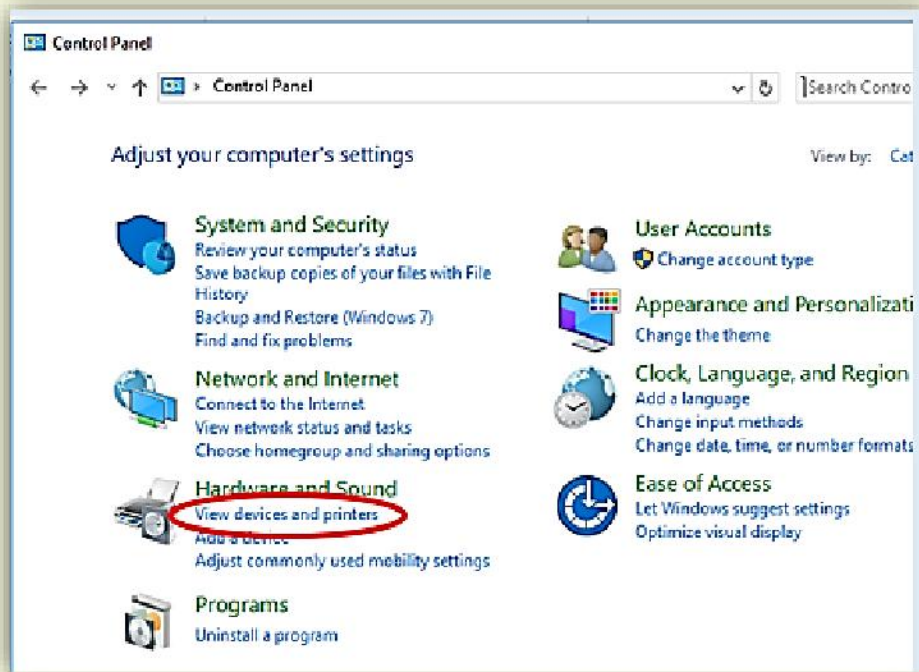 Control Panel
Control Panel
Search Contro
Adjust your computer's settings
View by: Cat
System and Security
Review your computer's status
Save backup copies of your files with File
History
Backup and Restore (Windows 7)
Find and fix problems
Network and Internet
Connect to the Internet
View network status and tasks
Choose homegroup and sharing options
Hardware and Sound
View devices and printers
Add a device
Adjust commonly used mobility settings
Programs
Uninstall a program
User Accounts
Change account type
Appearance and Personalizati
Change the theme
Clock, Language, and Region
Add a language
Change input methods
Change date, time, or number formats
Ease of Access
Let Windows suggest settings
Optimize visual display